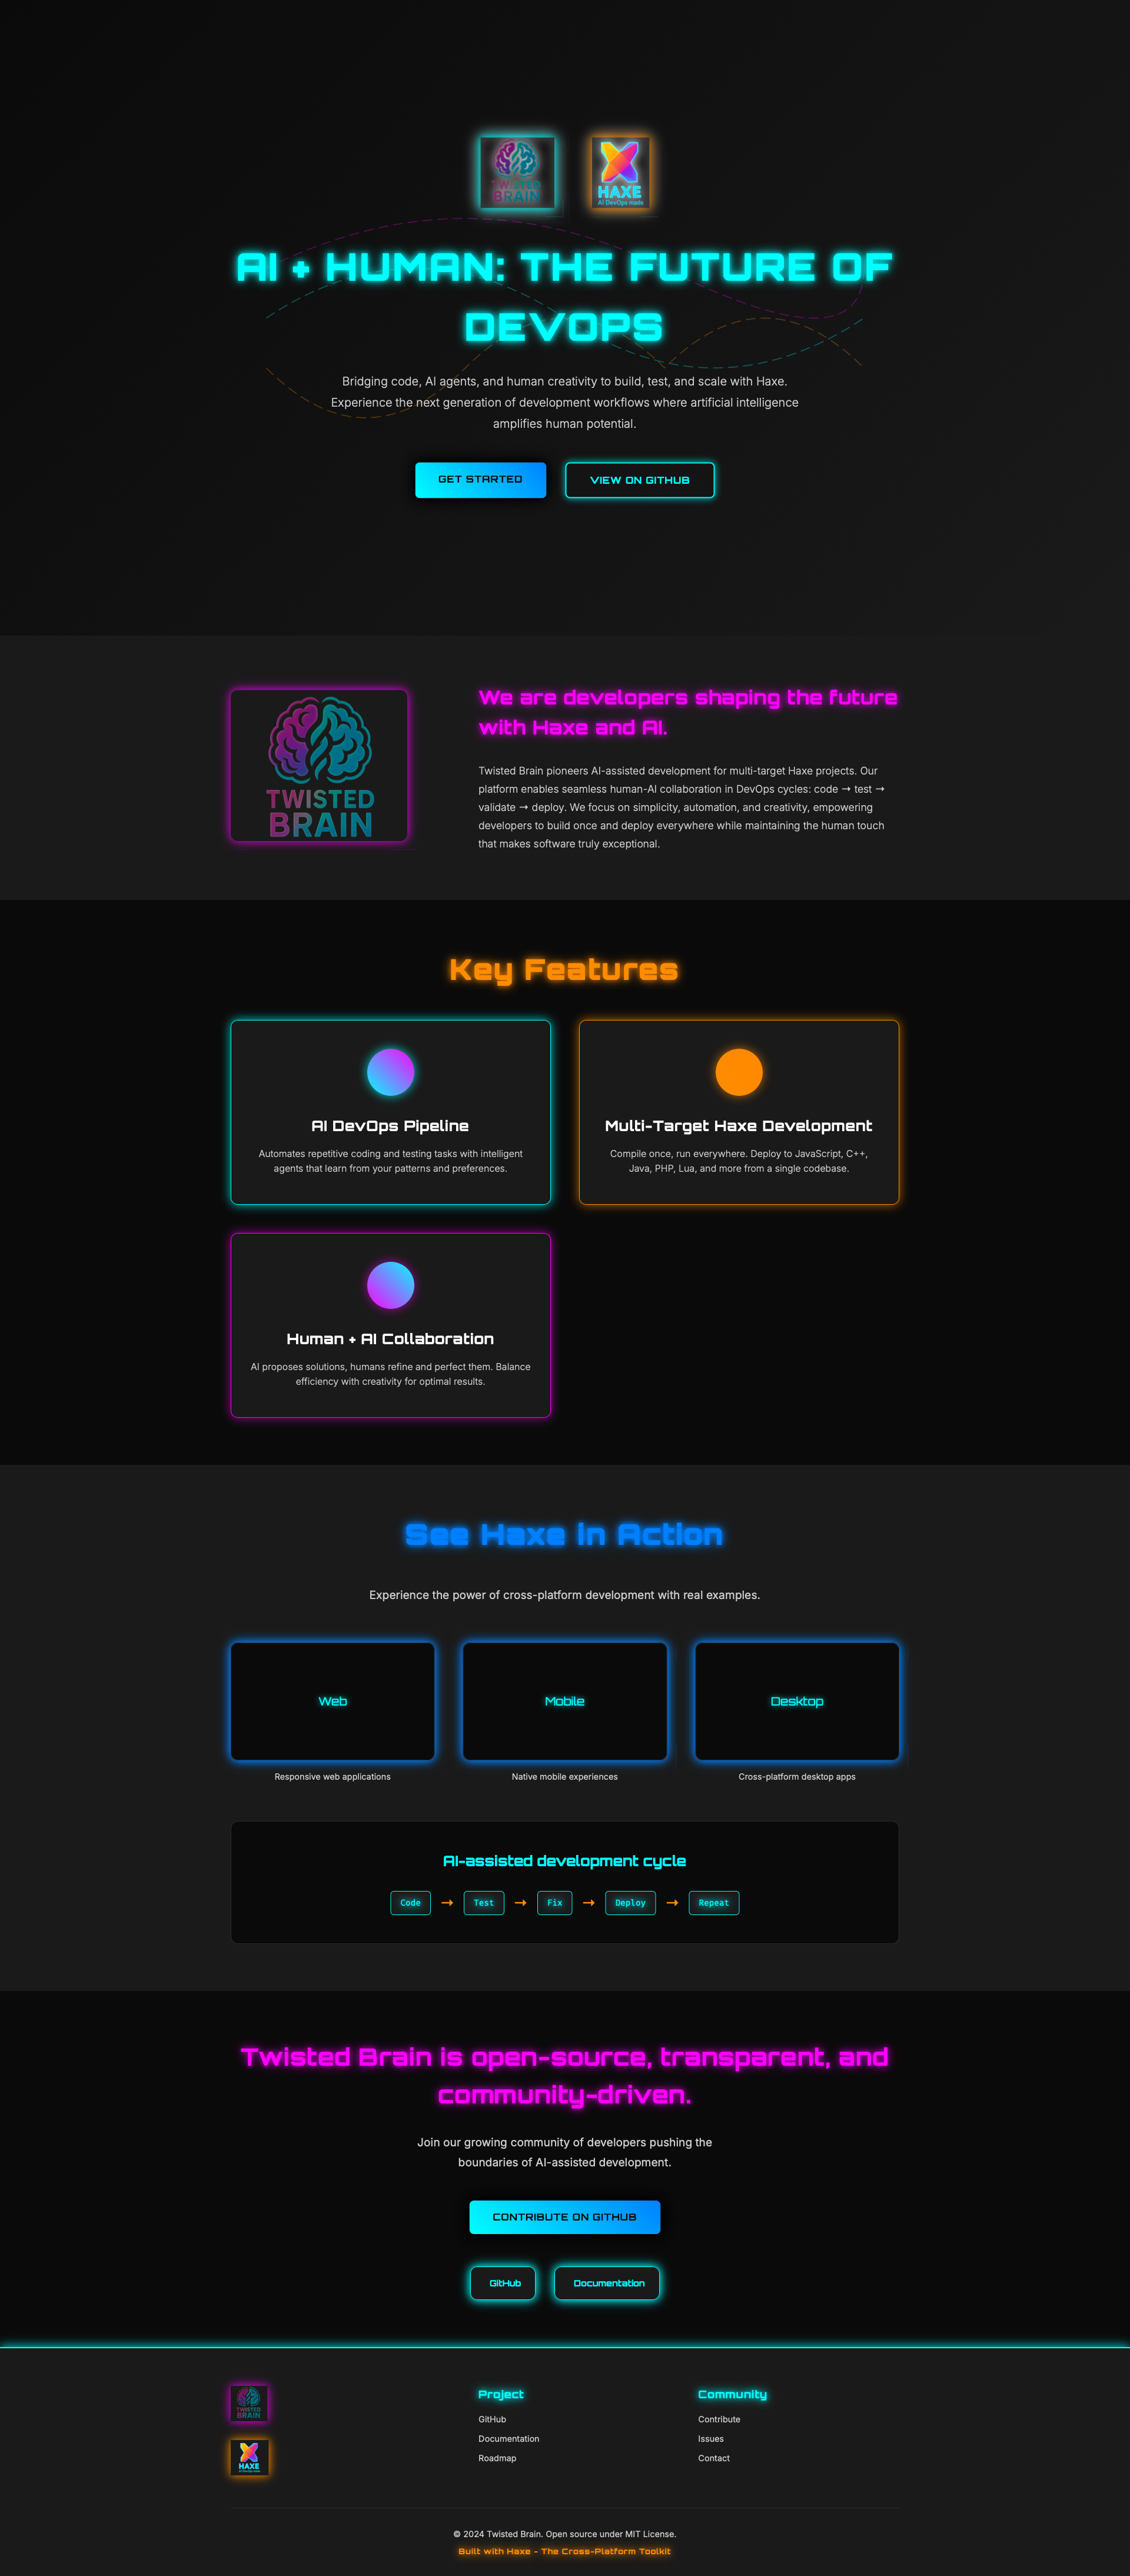 TWISTED
BRAIN
HAXE
AI DevOps made
AI + HUMAN: THE FUTURE OF
DEVOPS
Bridging code, AI agents, and human creativity to build, test, and scale with Haxe.
Experience the next generation of development workflows where artificial intelligence
amplifies human potential.
GET STARTED
VIEW ON GITHUB
TWISTED
BRAIN
We are developers shaping the future
with Haxe and AI.
Twisted Brain pioneers AI-assisted development for multi-target Haxe projects. Our
platform enables seamless human-AI collaboration in DevOps cycles: code → test →
validate → deploy. We focus on simplicity, automation, and creativity, empowering
developers to build once and deploy everywhere while maintaining the human touch
that makes software truly exceptional.
Key Features
AI DevOps Pipeline
Automates repetitive coding and testing tasks with intelligent
agents that learn from your patterns and preferences.
Multi-Target Haxe Development
Compile once, run everywhere. Deploy to JavaScript, C++,
Java, PHP, Lua, and more from a single codebase.
Human + AI Collaboration
AI proposes solutions, humans refine and perfect them. Balance
efficiency with creativity for optimal results.
See Haxe in Action
Experience the power of cross-platform development with real examples.
Web
Mobile
Desktop
Responsive web applications
Native mobile experiences
Cross-platform desktop apps
AI-assisted development cycle
Code → Test → Fix → Deploy → Repeat
Twisted Brain is open-source, transparent, and
community-driven.
Join our growing community of developers pushing the
boundaries of AI-assisted development.
CONTRIBUTE ON GITHUB
GitHub
Documentation
TWISTED
BRAIN
HAXE
AI DevOps made
Project
GitHub
Documentation
Roadmap
Community
Contribute
Issues
Contact
© 2024 Twisted Brain. Open source under MIT License.
Built with Haxe - The Cross-Platform Toolkit